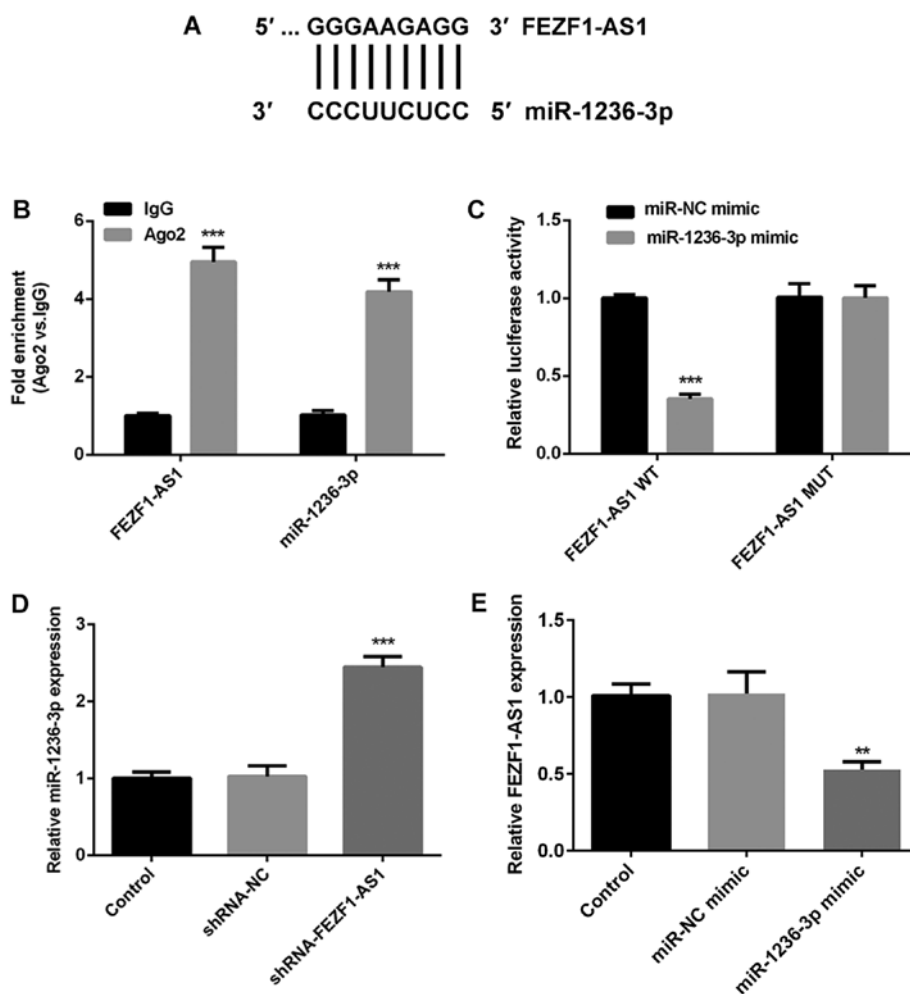 A
5′ ... GGGAAGAGG 3′ FEZF1-AS1
3′ CCCUUCUCC 5′ miR-1236-3p
B
IgG
Ago2
Fold enrichment
(Ago2 vs.IgG)
8
6
4
2
0
***
***
FEZF1-AS1
miR-1236-3p
C
miR-NC mimic
miR-1236-3p mimic
Relative luciferase activity
1.5
1.0
0.5
0.0
***
FEZF1-AS1 WT
FEZF1-AS1 MUT
D
Relative miR-1236-3p expression
3
2
1
0
***
Control
shRNA-NC
shRNA-FEZF1-AS1
E
Relative FEZF1-AS1 expression
1.5
1.0
0.5
0.0
**
Control
miR-NC mimic
miR-1236-3p mimic